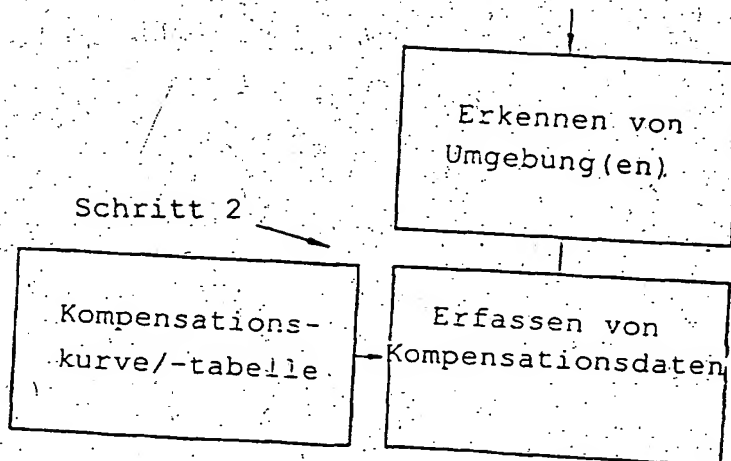 Erkennen von
Umgebung(en)
Schritt 2
Kompensations-
kurve/-tabelle
Erfassen von
Kompensationsdaten